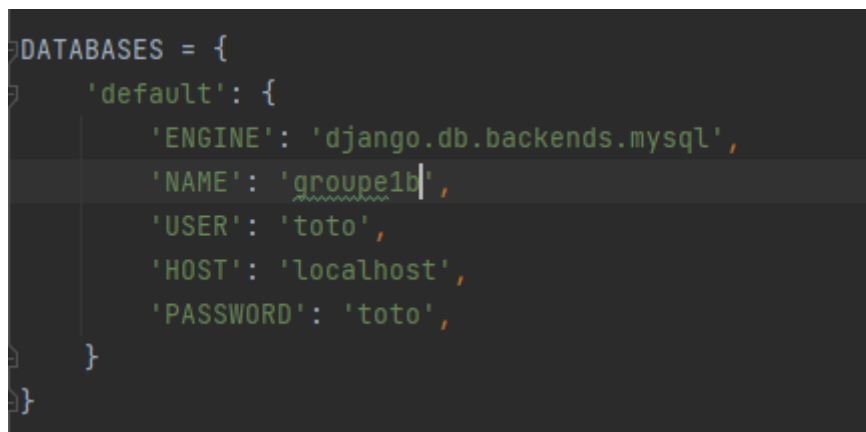 DATABASES = {
    'default': {
        'ENGINE': 'django.db.backends.mysql',
        'NAME': 'groupe1b',
        'USER': 'toto',
        'HOST': 'localhost',
        'PASSWORD': 'toto',
    }
}